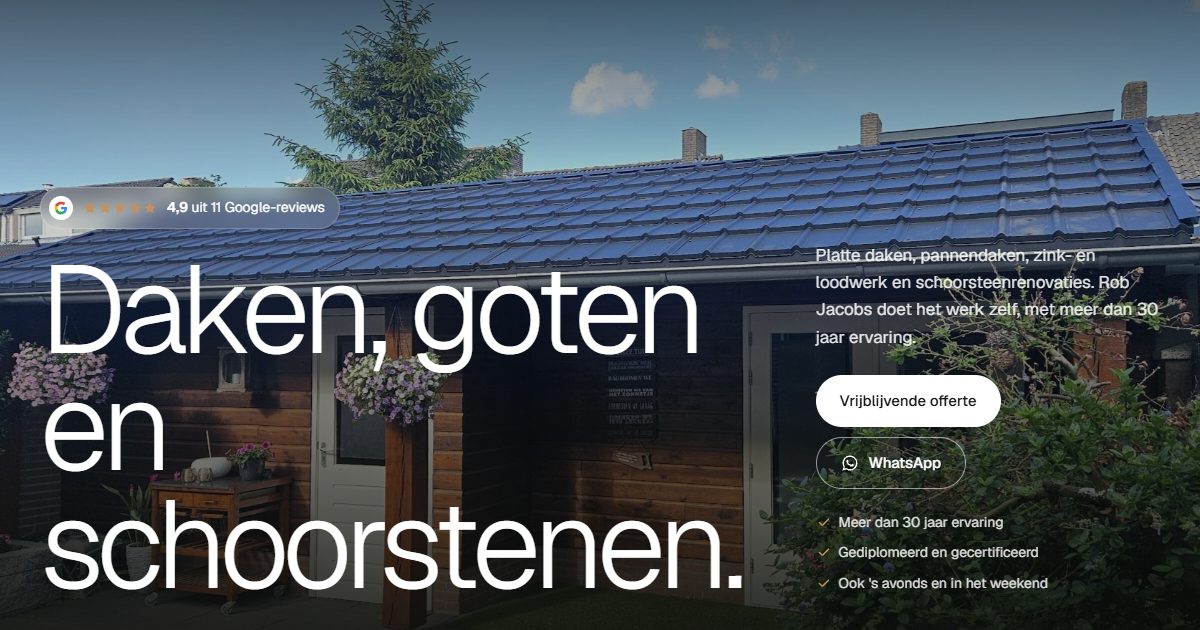 4,9 uit 11 Google-reviews
Daken, goten
en
schoorstenen.
Platte daken, pannendaken, zink- en
loodwerk en schoorsteenrenovaties. Rob
Jacobs doet het werk zelf, met meer dan 30
jaar ervaring.
Vrijblijvende offerte
WhatsApp
Meer dan 30 jaar ervaring
Gediplomeerd en gecertificeerd
Ook 's avonds en in het weekend